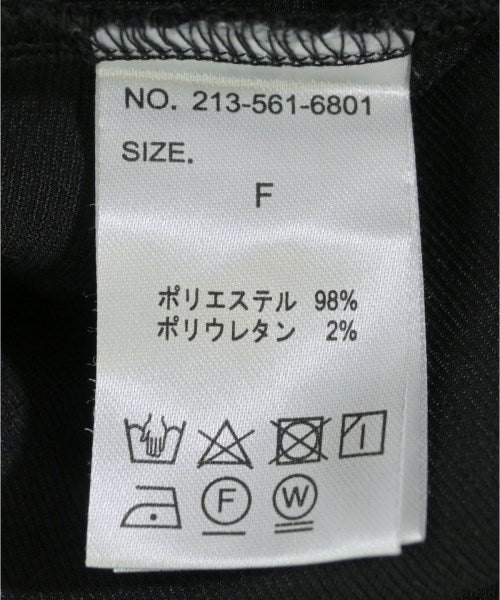 NO. 213-561-6801
SIZE.
F
ポリエステル 98%
ポリウレタン 2%
F W